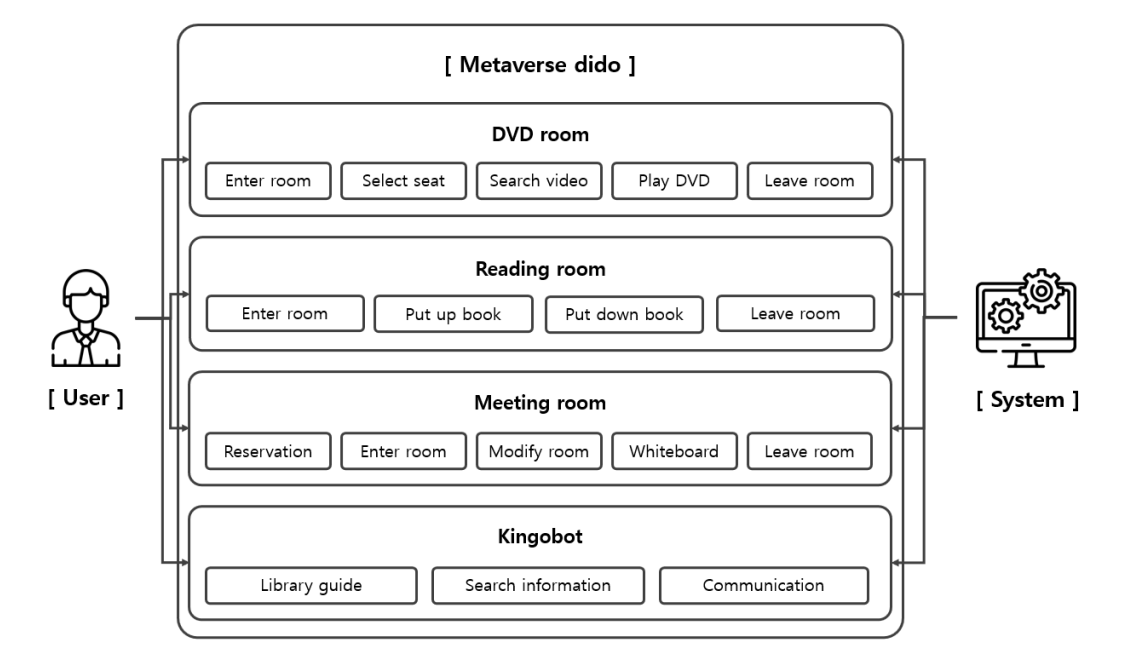 [ Metaverse dido ]
DVD room
Enter room
Select seat
Search video
Play DVD
Leave room
Reading room
Enter room
Put up book
Put down book
Leave room
[ User ]
[ System ]
Meeting room
Reservation
Enter room
Modify room
Whiteboard
Leave room
Kingobot
Library guide
Search information
Communication